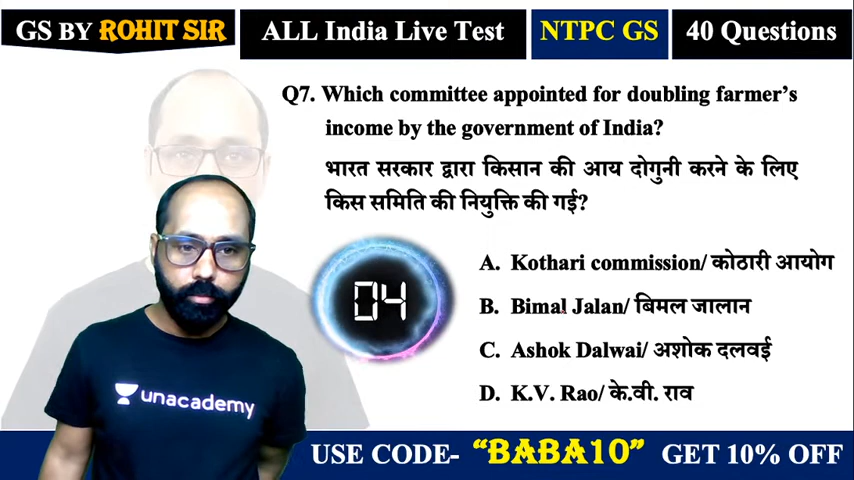 GS BY ROHIT SIR
ALL India Live Test
NTPC GS
40 Questions
Q7. Which committee appointed for doubling farmer's
income by the government of India?
भारत सरकार द्वारा किसान की आय दोगुनी करने के लिए
किस समिति की नियुक्ति की गई?
04
A. Kothari commission/ कोठारी आयोग
B. Bimal Jalan/ बिमल जालान
C. Ashok Dalwai/ अशोक दलवई
D. K.V. Rao/ के.वी. राव
unacademy
USE CODE- “BABA10” GET 10% OFF